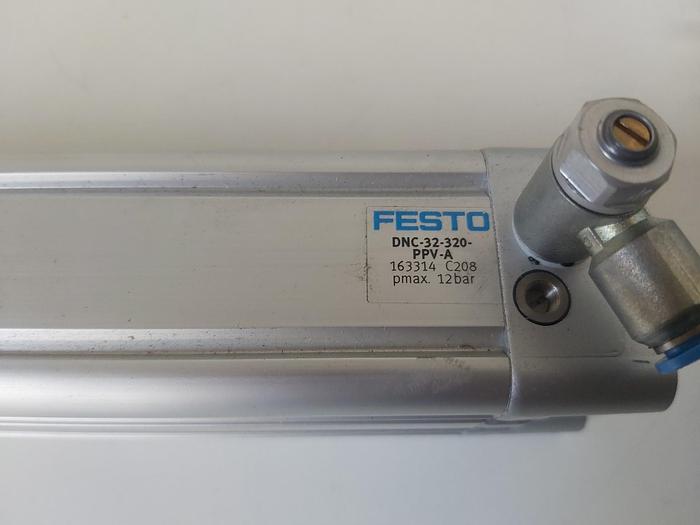 FESTO
DNC-32-320-
PPV-A
163314 C208
pmax. 12bar